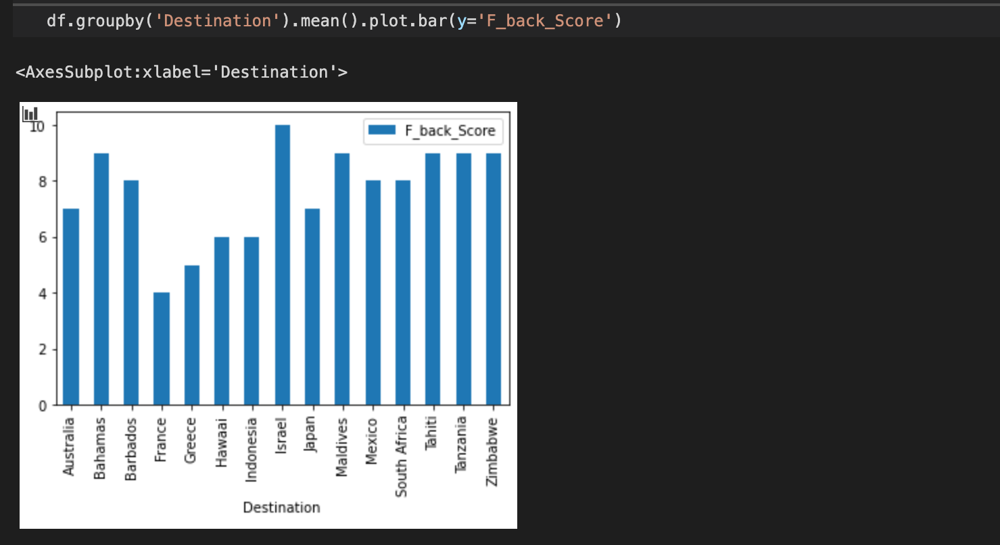 df.groupby('Destination').mean().plot.bar(y='F_back_Score')
<AxesSubplot:xlabel='Destination'>
F_back_Score
10
8
6
4
2
0
Australia
Bahamas
Barbados
France
Greece
Hawaai
Indonesia
Israel
Japan
Maldives
Mexico
South Africa
Tahiti
Tanzania
Zimbabwe
Destination